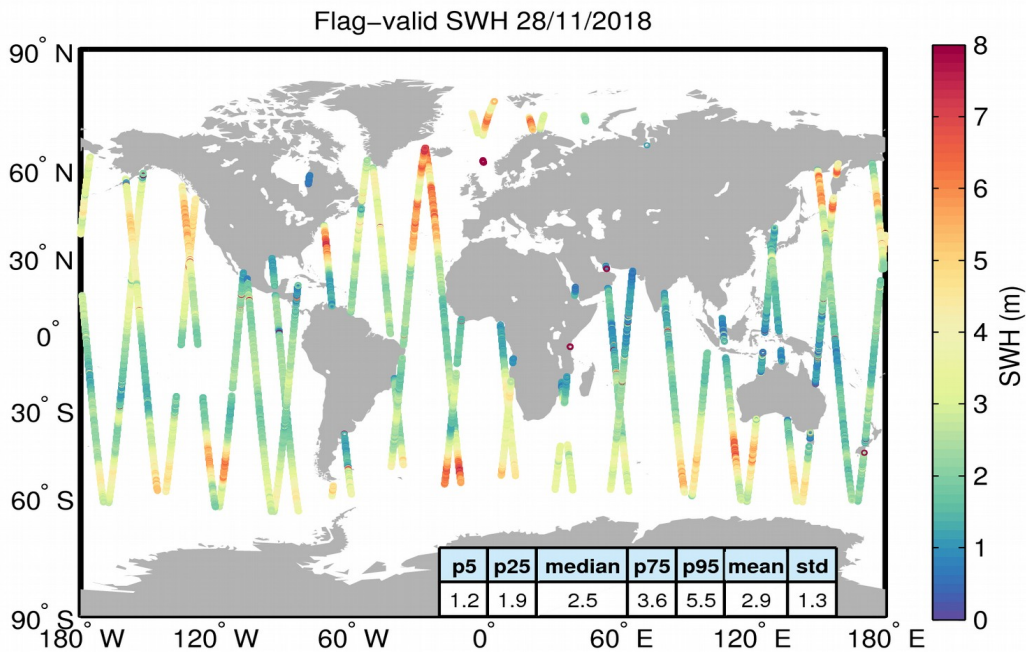 Flag−valid SWH 28/11/2018
90° N
60° N
30° N
0°
30° S
60° S
90° S
180° W
120° W
60° W
0°
60° E
120° E
180° E
p5 p25 median p75 p95 mean std
1.2 1.9 2.5 3.6 5.5 2.9 1.3
8
7
6
5
4
3
2
1
0
SWH (m)